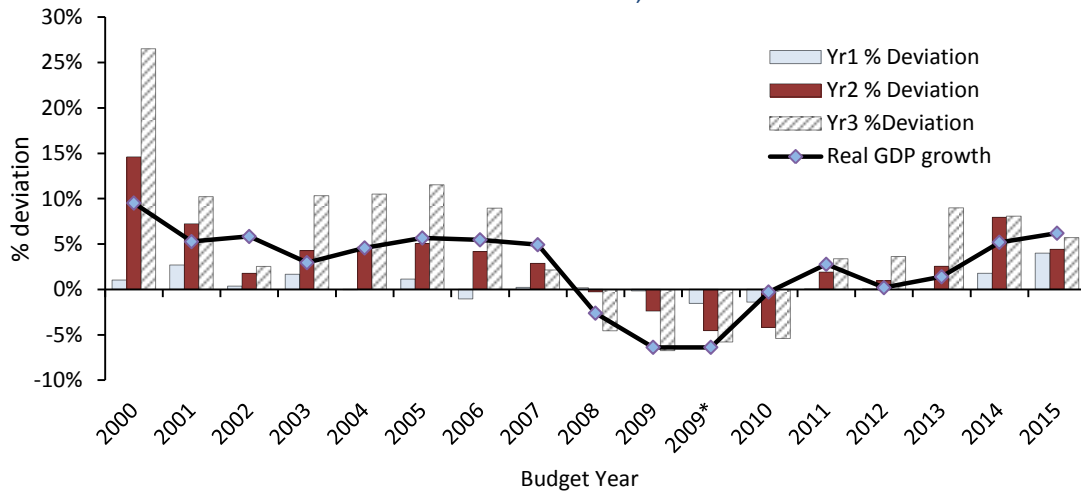 30%
25%
20%
15%
10%
5%
0%
-5%
-10%
% deviation
Yr1 % Deviation
Yr2 % Deviation
Yr3 %Deviation
Real GDP growth
2000 2001 2002 2003 2004 2005 2006 2007 2008 2009 2009* 2010 2011 2012 2013 2014 2015
Budget Year